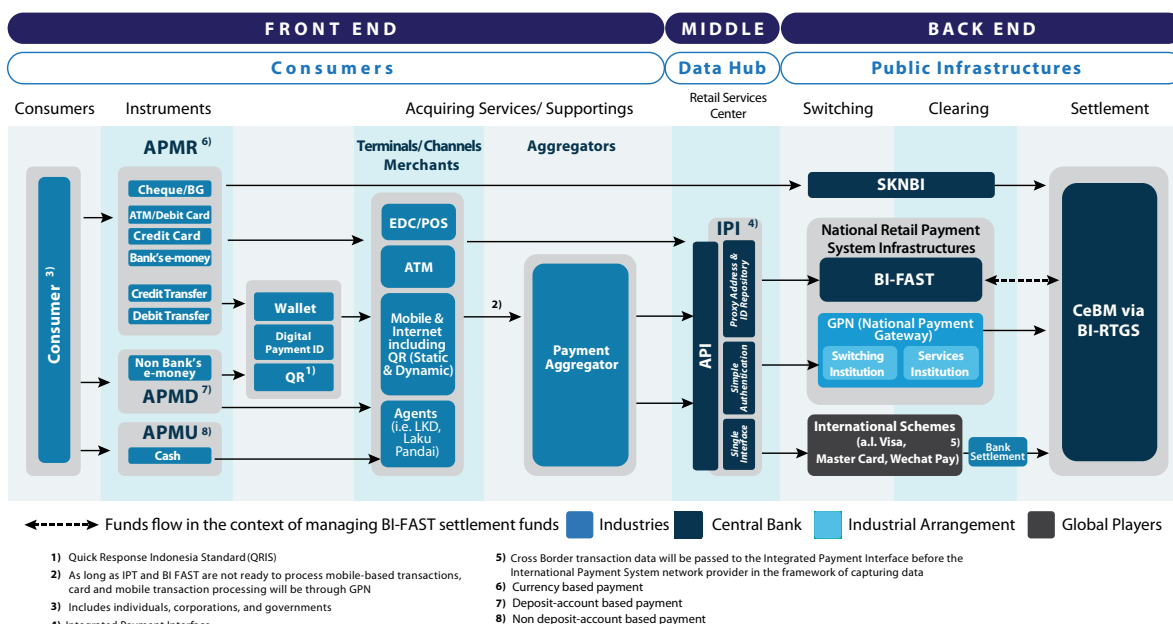 FRONT END
MIDDLE
BACK END
Consumers
Data Hub
Public Infrastructures
Consumers
Instruments
Acquiring Services/ Supportings
Retail Services
Center
Switching
Clearing
Settlement
APMR 6)
Terminals/Channels
Merchants
Aggregators
Consumer 3)
Cheque/BG
ATM/Debit Card
Credit Card
Bank's e-money
Credit Transfer
Debit Transfer
Non Bank's
e-money
APMD 7)
APMU 8)
Cash
Wallet
Digital
Payment ID
QR 1)
EDC/POS
ATM
Mobile &
Internet
including
QR (Static
& Dynamic)
Agents
(i.e. LKD,
Laku
Pandai)
2)
Payment
Aggregator
IPI 4)
API
Proxy Address &
ID Repository
Simple
Authentication
Single
Interface
SKNBI
National Retail Payment
System Infrastructures
BI-FAST
GPN (National Payment
Gateway)
Switching
Institution
Services
Institution
International Schemes
(a.l. Visa, 5)
Master Card, Wechat Pay)
Bank
Settlement
CeBM via
BI-RTGS
Funds flow in the context of managing BI-FAST settlement funds
Industries
Central Bank
Industrial Arrangement
Global Players
1) Quick Response Indonesia Standard (QRIS)
2) As long as IPT and BI FAST are not ready to process mobile-based transactions,
card and mobile transaction processing will be through GPN
3) Includes individuals, corporations, and governments
4) Integrated Payment Interface
5) Cross Border transaction data will be passed to the Integrated Payment Interface before the
International Payment System network provider in the framework of capturing data
6) Currency based payment
7) Deposit-account based payment
8) Non deposit-account based payment